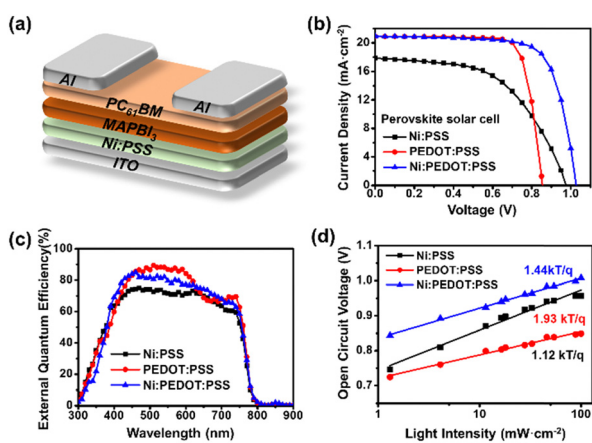 (a)
Al
Al
PC61BM
MAPBI3
Ni:PSS
ITO
(b)
Current Density (mA·cm-2)
24
20
16
12
8
4
0
Perovskite solar cell
Ni:PSS
PEDOT:PSS
Ni:PEDOT:PSS
0.0 0.2 0.4 0.6 0.8 1.0
Voltage (V)
(c)
External Quantum Efficiency(%)
100
80
60
40
20
0
Ni:PSS
PEDOT:PSS
Ni:PEDOT:PSS
300 400 500 600 700 800 900
Wavelength (nm)
(d)
Open Circuit Voltage (V)
1.1
1.0
0.9
0.8
0.7
0.6
Ni:PSS
PEDOT:PSS
Ni:PEDOT:PSS
1.44kT/q
1.93 kT/q
1.12 kT/q
1 10 100
Light Intensity (mW·cm-2)